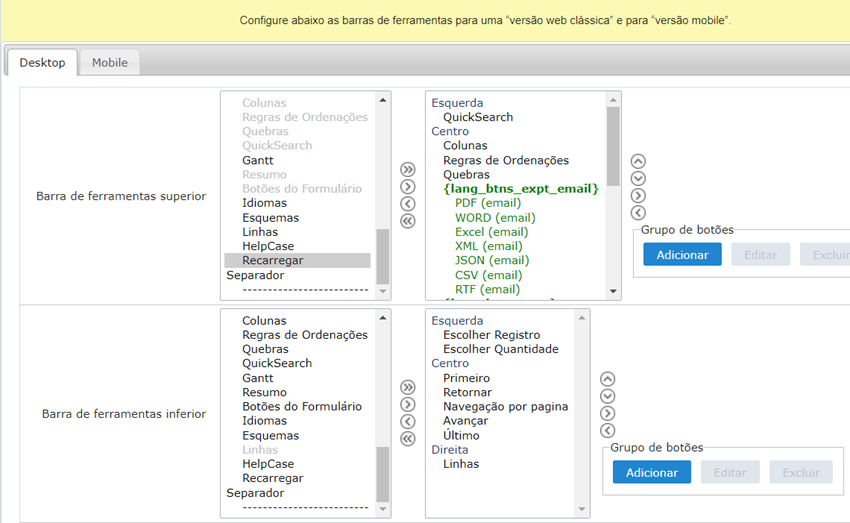 Configure abaixo as barras de ferramentas para uma “versão web clássica” e para “versão mobile”.
Desktop
Mobile
Barra de ferramentas superior
Colunas
Regras de Ordenações
Quebras
QuickSearch
Gantt
Resumo
Botões do Formulário
Idiomas
Esquemas
Linhas
HelpCase
Recarregar
Separador
------------------------
Esquerda
QuickSearch
Centro
Colunas
Regras de Ordenações
Quebras
{lang_btns_expt_email}
PDF (email)
WORD (email)
Excel (email)
XML (email)
JSON (email)
CSV (email)
RTF (email)
Grupo de botões
Adicionar
Editar
Excluir
Barra de ferramentas inferior
Colunas
Regras de Ordenações
Quebras
QuickSearch
Gantt
Resumo
Botões do Formulário
Idiomas
Esquemas
Linhas
HelpCase
Recarregar
Separador
------------------------
Esquerda
Escolher Registro
Escolher Quantidade
Centro
Primeiro
Retornar
Navegação por pagina
Avançar
Último
Direita
Linhas
Grupo de botões
Adicionar
Editar
Excluir